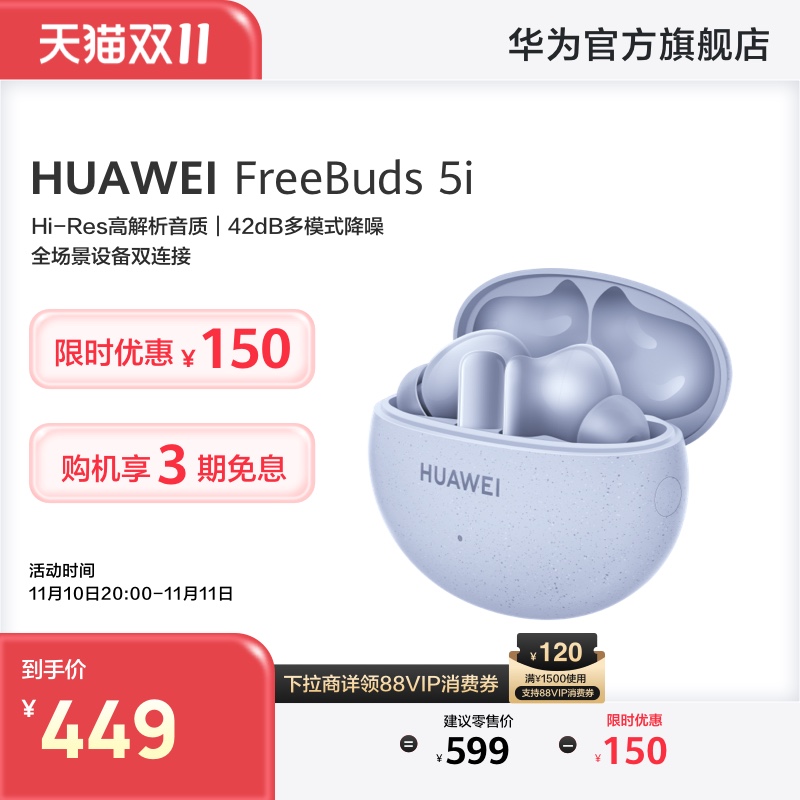 天猫双11
华为官方旗舰店
HUAWEI FreeBuds 5i
Hi-Res高解析音质 | 42dB多模式降噪
全场景设备双连接
限时优惠 ¥150
购机享 3 期免息
HUAWEI
活动时间
11月10日20:00-11月11日
到手价
¥449
下拉商详领88VIP消费券
¥120
满¥1500使用
支持88VIP消费券
= 建议零售价 ¥599
- 限时优惠 ¥150